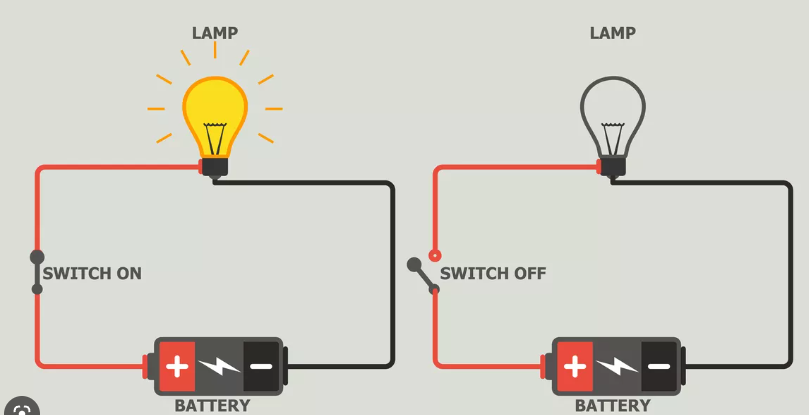 LAMP
LAMP
SWITCH ON
SWITCH OFF
+
−
+
−
BATTERY
BATTERY